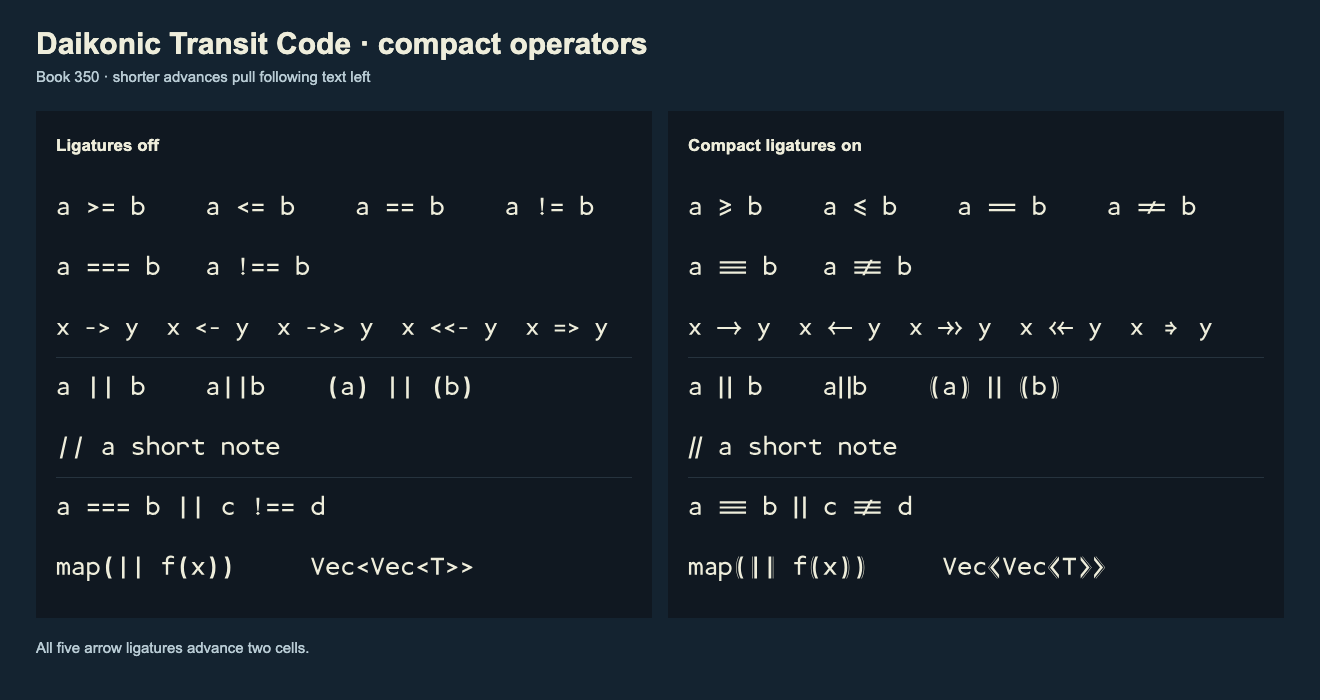 Daikonic Transit Code · compact operators
Book 350 · shorter advances pull following text left
Ligatures off
a >= b    a <= b    a == b    a != b
a === b   a !== b
x -> y  x <- y  x ->> y  x <<- y  x => y
a || b    a||b    (a) || (b)
// a short note
a === b || c !== d
map(|| f(x))     Vec<Vec<T>>
Compact ligatures on
a ⩾ b    a ⩽ b    a == b    a != b
a ≡ b   a ≢ b
x → y  x ← y  x ->> y  x <<- y  x ⇒ y
a || b    a||b    (a) || (b)
// a short note
a ≡ b || c ≢ d
map(|| f(x))     Vec<Vec<T>>
All five arrow ligatures advance two cells.